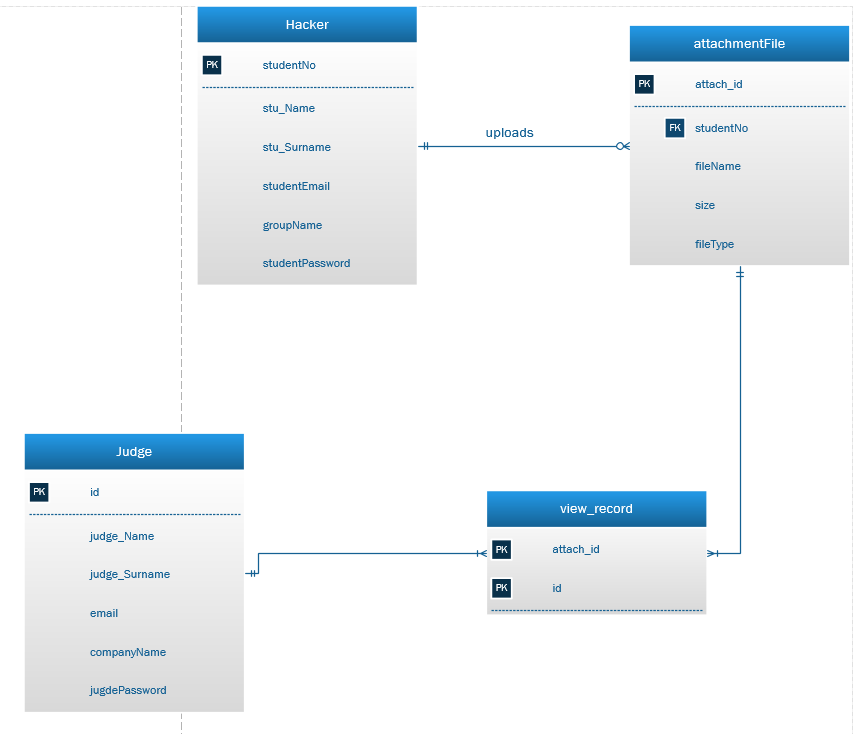 Hacker
PK studentNo
stu_Name
stu_Surname
studentEmail
groupName
studentPassword
uploads
attachmentFile
PK attach_id
FK studentNo
fileName
size
fileType
Judge
PK id
judge_Name
judge_Surname
email
companyName
jugdePassword
view_record
PK attach_id
PK id